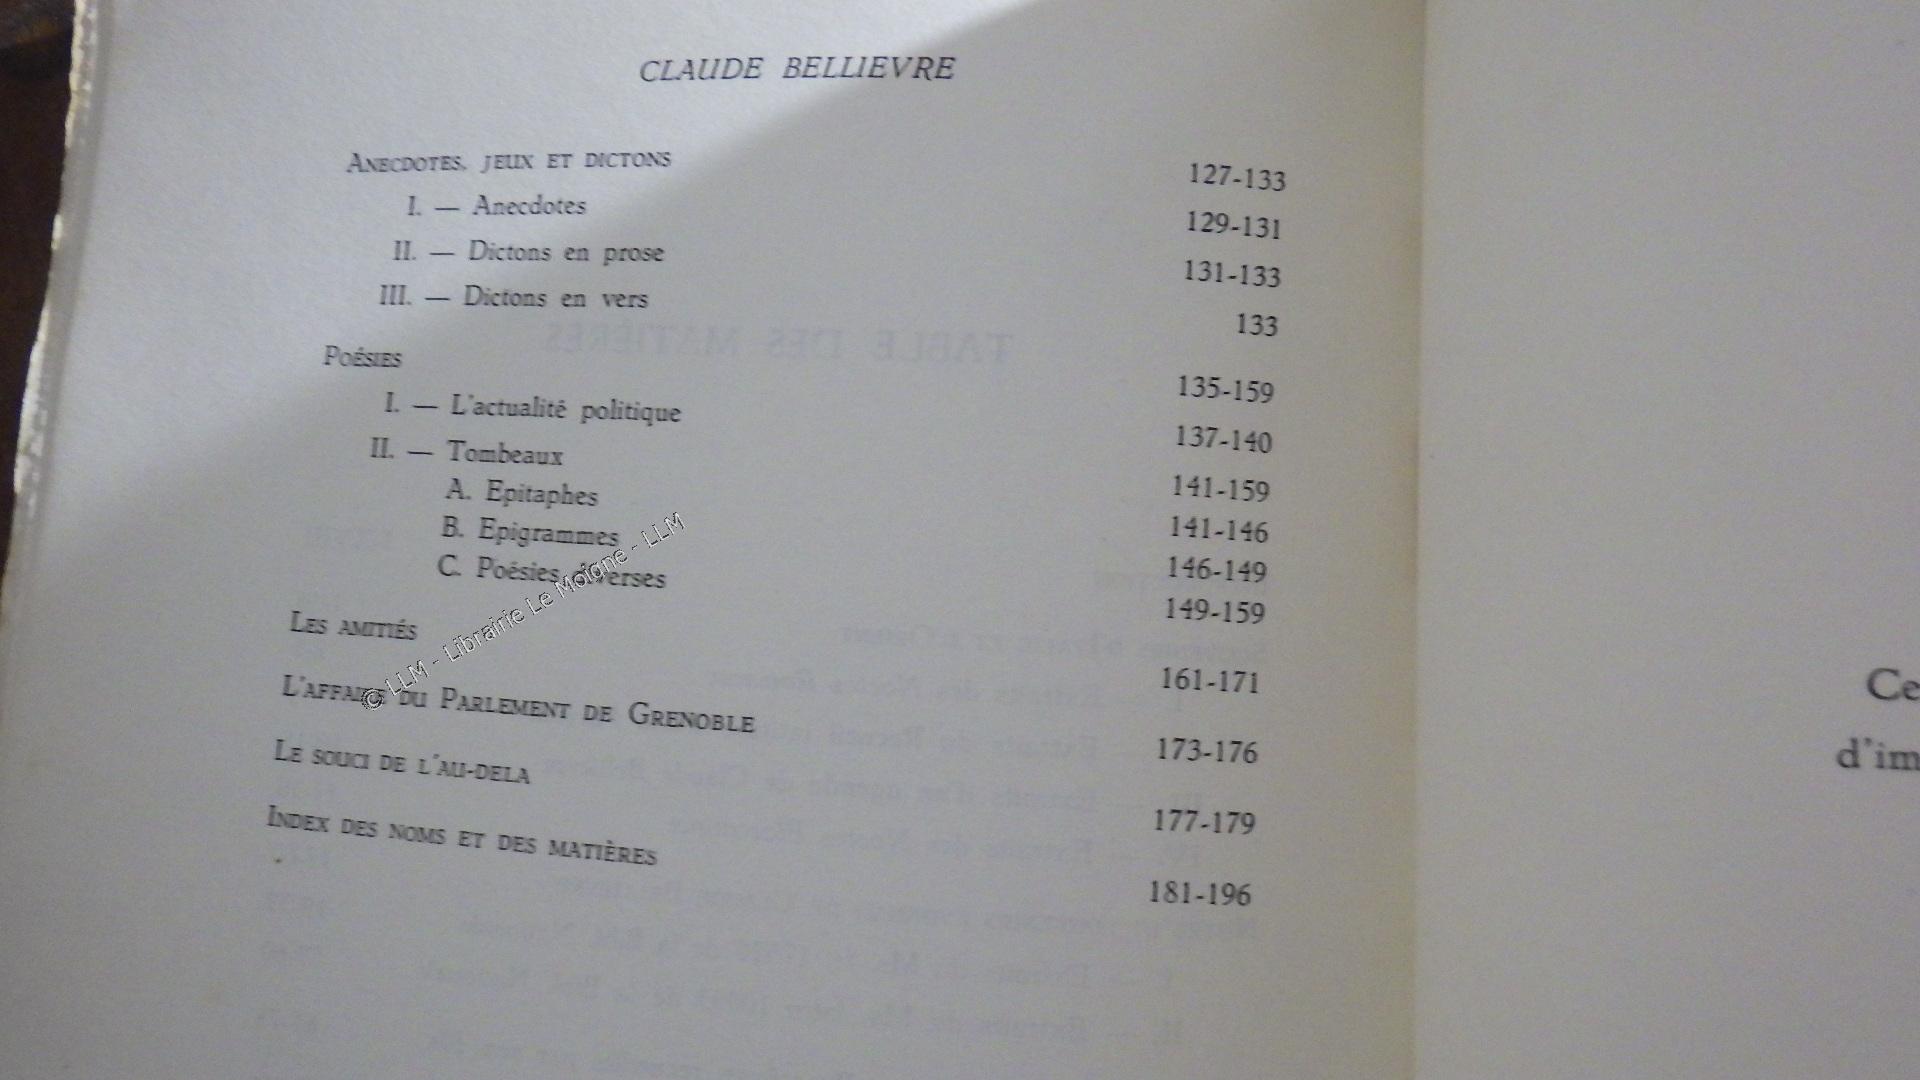 CLAUDE BELLIEVRE
ANECDOTES, JEUX ET DICTONS 127-133
I. — Anecdotes 129-131
II. — Dictons en prose 131-133
III. — Dictons en vers 133
POÉSIES 135-159
I. — L'actualité politique 137-140
II. — Tombeaux 141-159
A. Epitaphes 141-146
B. Epigrammes 146-149
C. Poésies diverses 149-159
LES AMITIÉS 161-171
L'AFFAIRE DU PARLEMENT DE GRENOBLE 173-176
LE SOUCI DE L'AU-DELA 177-179
INDEX DES NOMS ET DES MATIÈRES 181-196
© LLM - Librairie Le Moigne - LLM
TABLE DES MATIÈRES
Ce
d'im